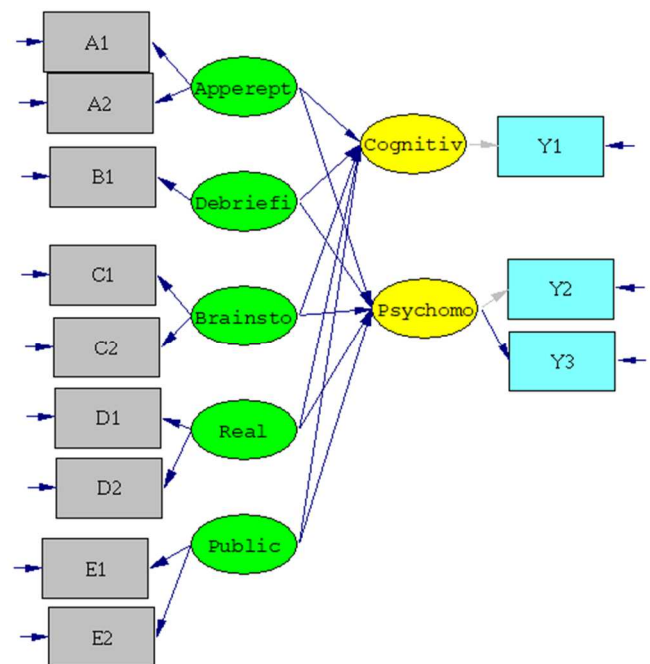 A1
A2
Apperept
Cognitiv
Y1
B1
Debriefi
C1
C2
Brainsto
Psychomo
Y2
Y3
D1
D2
Real
E1
E2
Public